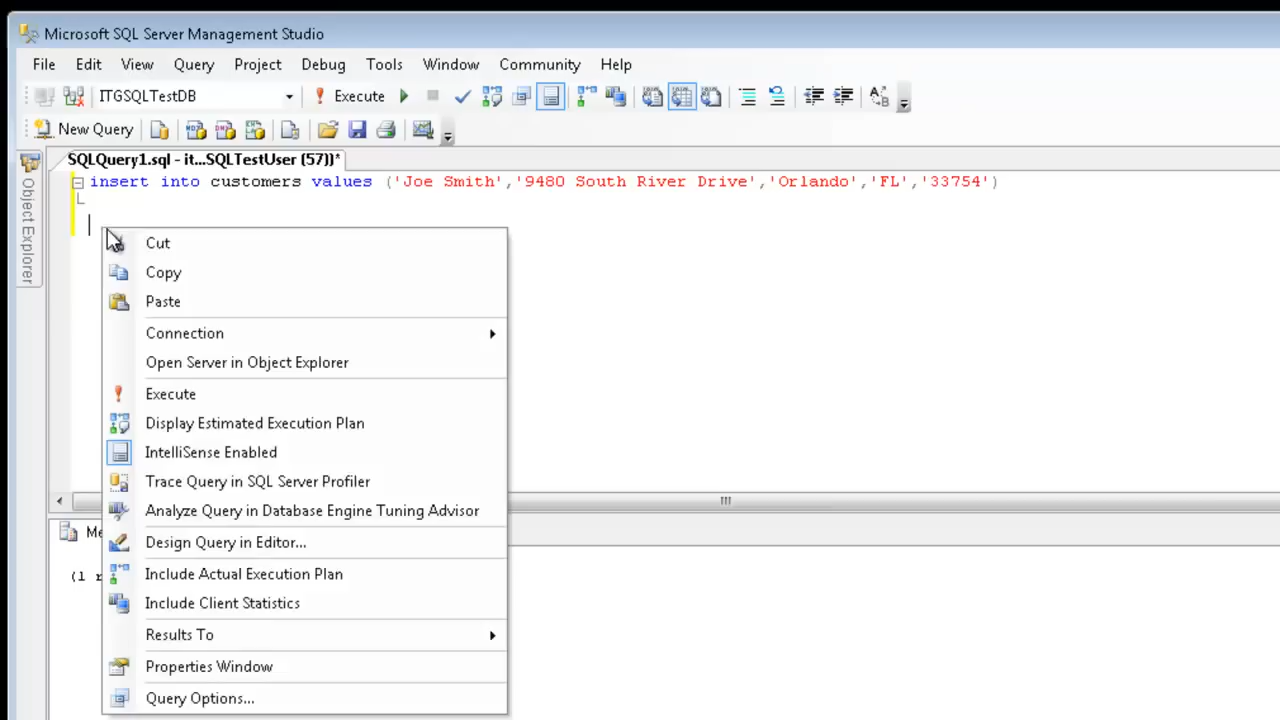 Microsoft SQL Server Management Studio
File Edit View Query Project Debug Tools Window Community Help
ITGSQLTestDB Execute
New Query
SQLQuery1.sql - it...SQLTestUser (57))*
Object Explorer
insert into customers values ('Joe Smith','9480 South River Drive','Orlando','FL','33754')
Cut
Copy
Paste
Connection
Open Server in Object Explorer
Execute
Display Estimated Execution Plan
IntelliSense Enabled
Trace Query in SQL Server Profiler
Analyze Query in Database Engine Tuning Advisor
Me
Design Query in Editor...
(1 r
Include Actual Execution Plan
Include Client Statistics
Results To
Properties Window
Query Options...